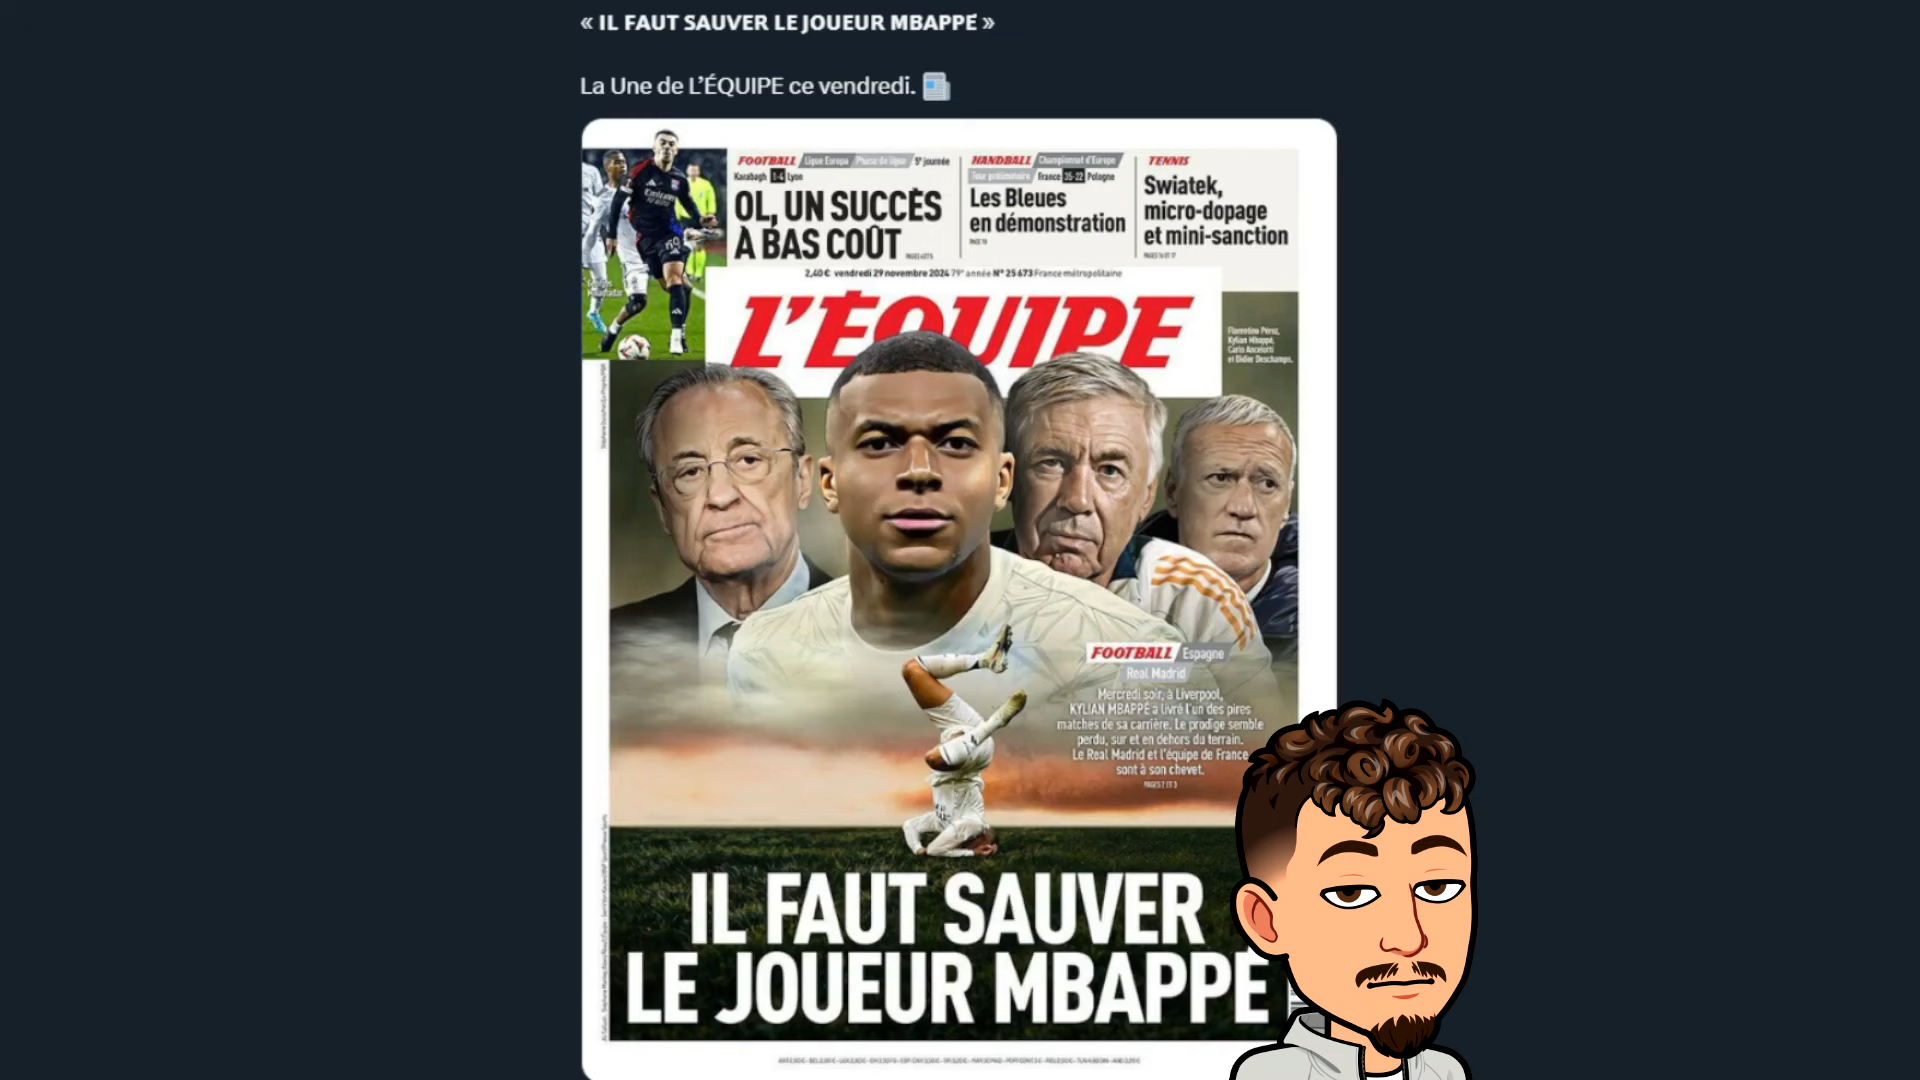 « IL FAUT SAUVER LE JOUEUR MBAPPÉ »
La Une de L’ÉQUIPE ce vendredi.
FOOTBALL Ligue Europa Phase de ligue 5e journée
Karabagh 1-4 Lyon
OL, UN SUCCÈS
À BAS COÛT
HANDBALL Championnat d'Europe
Tour préliminaire France 35-22 Pologne
Les Bleues
en démonstration
TENNIS
Swiatek,
micro-dopage
et mini-sanction
2,40 € vendredi 29 novembre 2024 79e année N° 25 673 France métropolitaine
L'ÉQUIPE
Florentino Pérez,
Kylian Mbappé,
Carlo Ancelotti
et Didier Deschamps.
FOOTBALL Espagne
Real Madrid
Mercredi soir, à Liverpool,
KYLIAN MBAPPÉ a livré l'un des pires
matches de sa carrière. Le prodige semble
perdu, sur et en dehors du terrain.
Le Real Madrid et l'équipe de France
sont à son chevet.
PAGES 2 ET 3
IL FAUT SAUVER
LE JOUEUR MBAPPÉ